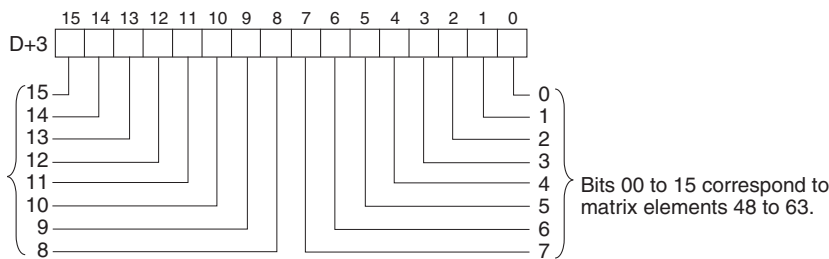 15 14 13 12 11 10 9 8 7 6 5 4 3 2 1 0
D+3
15 0
14 1
13 2
12 3
11 4
10 5
9 6
8 7
Bits 00 to 15 correspond to
matrix elements 48 to 63.